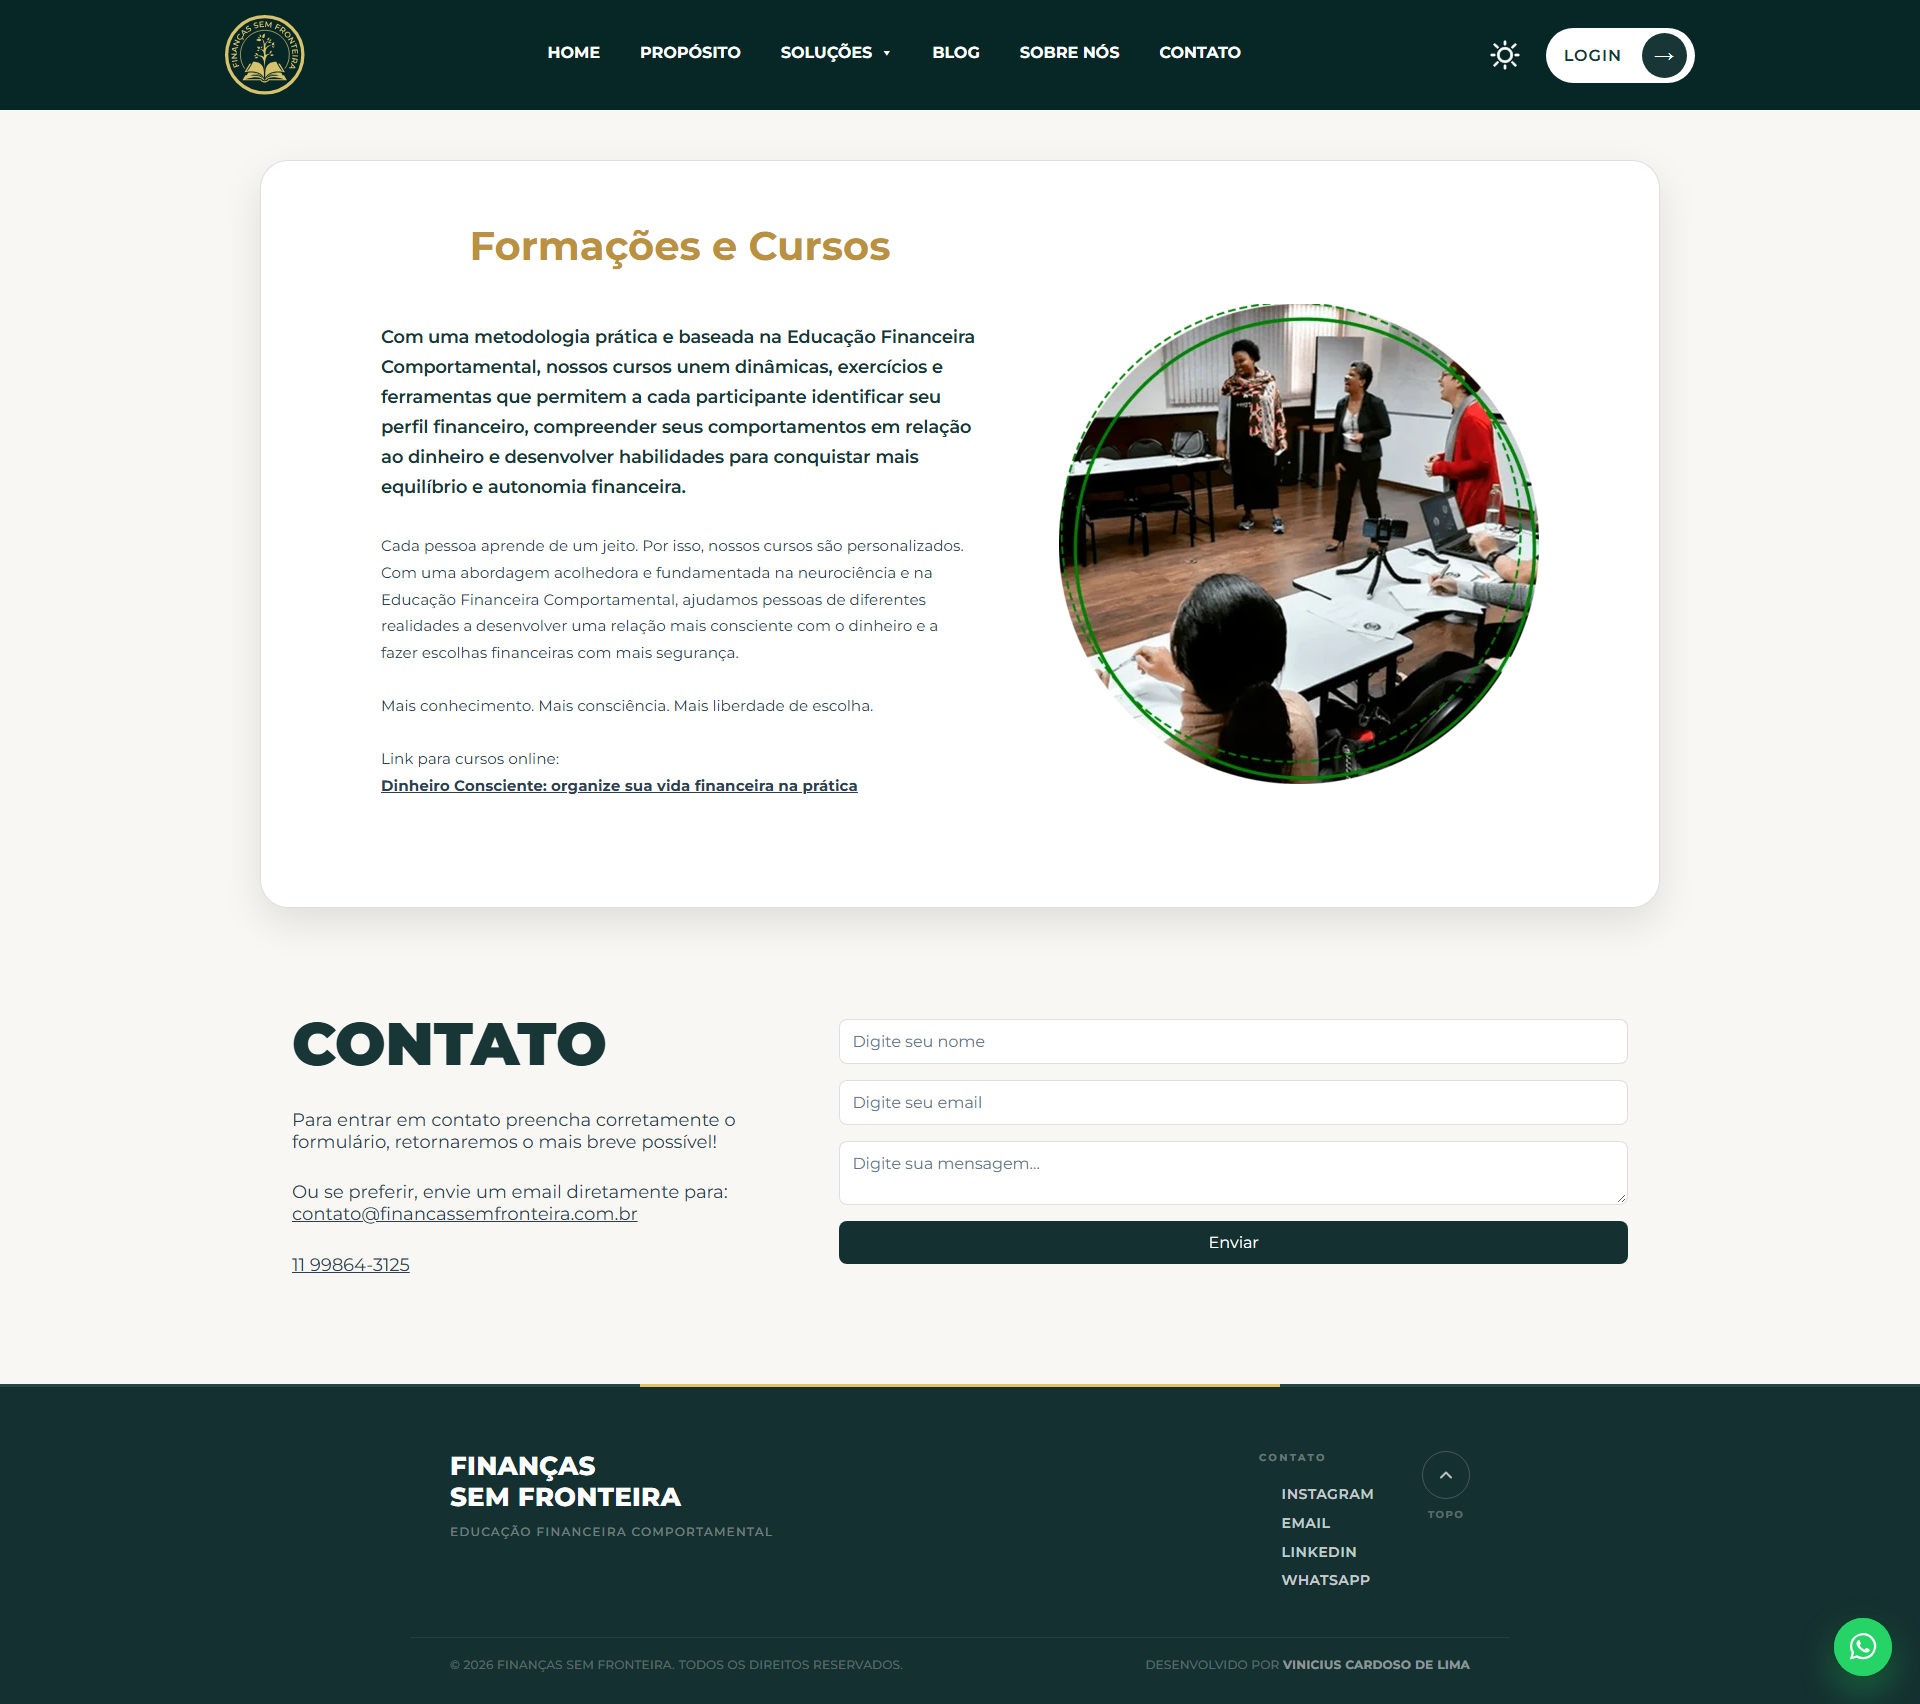 FINANÇAS SEM FRONTEIRA
HOME
PROPÓSITO
SOLUÇÕES
BLOG
SOBRE NÓS
CONTATO
LOGIN
Formações e Cursos
Com uma metodologia prática e baseada na Educação Financeira
Comportamental, nossos cursos unem dinâmicas, exercícios e
ferramentas que permitem a cada participante identificar seu
perfil financeiro, compreender seus comportamentos em relação
ao dinheiro e desenvolver habilidades para conquistar mais
equilíbrio e autonomia financeira.
Cada pessoa aprende de um jeito. Por isso, nossos cursos são personalizados.
Com uma abordagem acolhedora e fundamentada na neurociência e na
Educação Financeira Comportamental, ajudamos pessoas de diferentes
realidades a desenvolver uma relação mais consciente com o dinheiro e a
fazer escolhas financeiras com mais segurança.
Mais conhecimento. Mais consciência. Mais liberdade de escolha.
Link para cursos online:
Dinheiro Consciente: organize sua vida financeira na prática
CONTATO
Para entrar em contato preencha corretamente o
formulário, retornaremos o mais breve possível!
Ou se preferir, envie um email diretamente para:
contato@financassemfronteira.com.br
11 99864-3125
Digite seu nome
Digite seu email
Digite sua mensagem...
Enviar
FINANÇAS
SEM FRONTEIRA
EDUCAÇÃO FINANCEIRA COMPORTAMENTAL
CONTATO
INSTAGRAM
EMAIL
LINKEDIN
WHATSAPP
TOPO
© 2026 FINANÇAS SEM FRONTEIRA. TODOS OS DIREITOS RESERVADOS.
DESENVOLVIDO POR VINICIUS CARDOSO DE LIMA